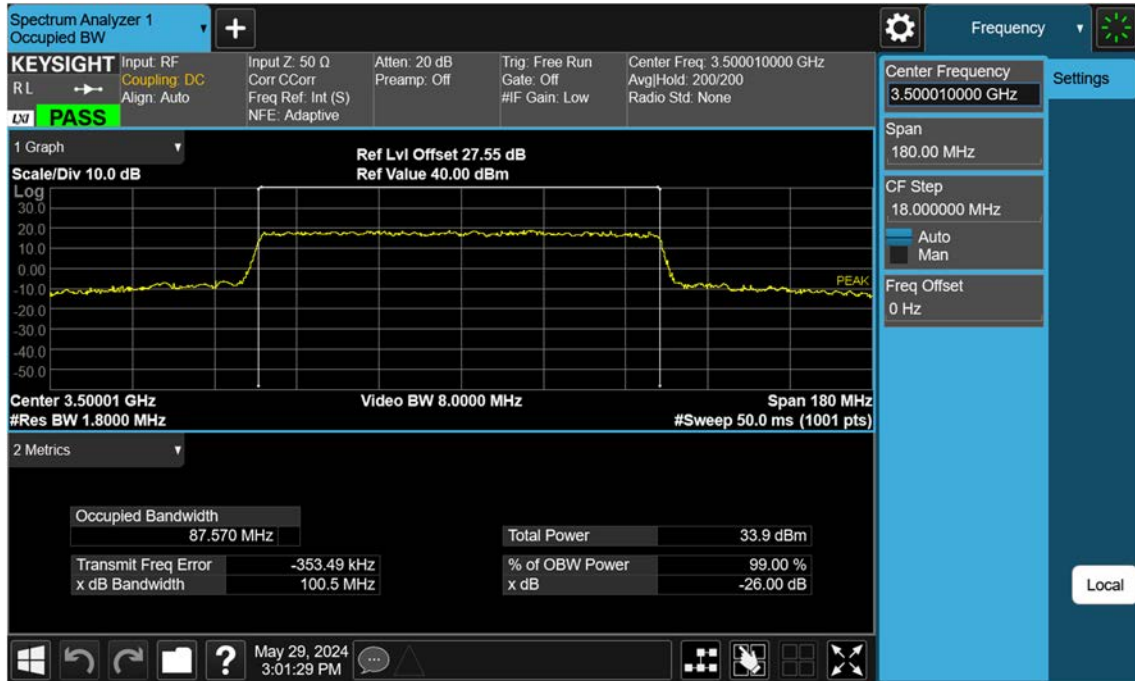 Spectrum Analyzer 1
Occupied BW
+
Frequency
KEYSIGHT
Input: RF
Coupling: DC
Align: Auto
Input Z: 50 Ω
Corr CCorr
Freq Ref: Int (S)
NFE: Adaptive
Atten: 20 dB
Preamp: Off
Trig: Free Run
Gate: Off
#IF Gain: Low
Center Freq: 3.500010000 GHz
Avg|Hold: 200/200
Radio Std: None
R L
LXI PASS
Center Frequency
3.500010000 GHz
Settings
Span
180.00 MHz
CF Step
18.000000 MHz
Auto
Man
Freq Offset
0 Hz
Local
1 Graph
Scale/Div 10.0 dB
Ref Lvl Offset 27.55 dB
Ref Value 40.00 dBm
Log
30.0
20.0
10.0
0.00
-10.0
-20.0
-30.0
-40.0
-50.0
PEAK
Center 3.50001 GHz
#Res BW 1.8000 MHz
Video BW 8.0000 MHz
Span 180 MHz
#Sweep 50.0 ms (1001 pts)
2 Metrics
Occupied Bandwidth
87.570 MHz
Total Power 33.9 dBm
Transmit Freq Error -353.49 kHz
% of OBW Power 99.00 %
x dB Bandwidth 100.5 MHz
x dB -26.00 dB
?
May 29, 2024
3:01:29 PM